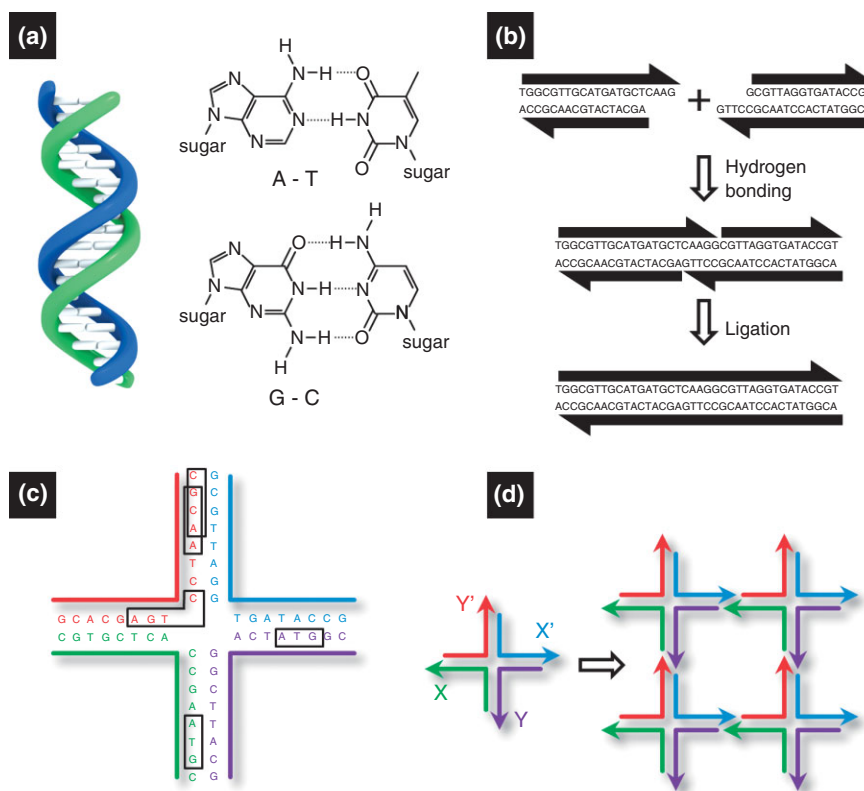 (a)
H
N H O
N
N
N N H N
sugar
N
O
sugar
A - T
H
O H N
N
N H N
N
sugar
N
N
N H O
sugar
H
G - C
(b)
TGGCGTTGCATGATGCTCAAG
ACCGCAACGTACTACGA
+
GCGTTAGGTGATACCG
GTTCCGCAATCCACTATGGC
Hydrogen
bonding
TGGCGTTGCATGATGCTCAAGGCGTTAGGTGATACCGT
ACCGCAACGTACTACGAGTTCCGCAATCCACTATGGCA
Ligation
TGGCGTTGCATGATGCTCAAGGCGTTAGGTGATACCGT
ACCGCAACGTACTACGAGTTCCGCAATCCACTATGGCA
(c)
C G
G C
C G
A T
A T
T A
C G
C G
G C A C G A G T T G A T A C C G
C G T G C T C A A C T A T G G C
C G
C G
G C
A T
A T
T A
G C
C G
(d)
Y'
X'
X
Y